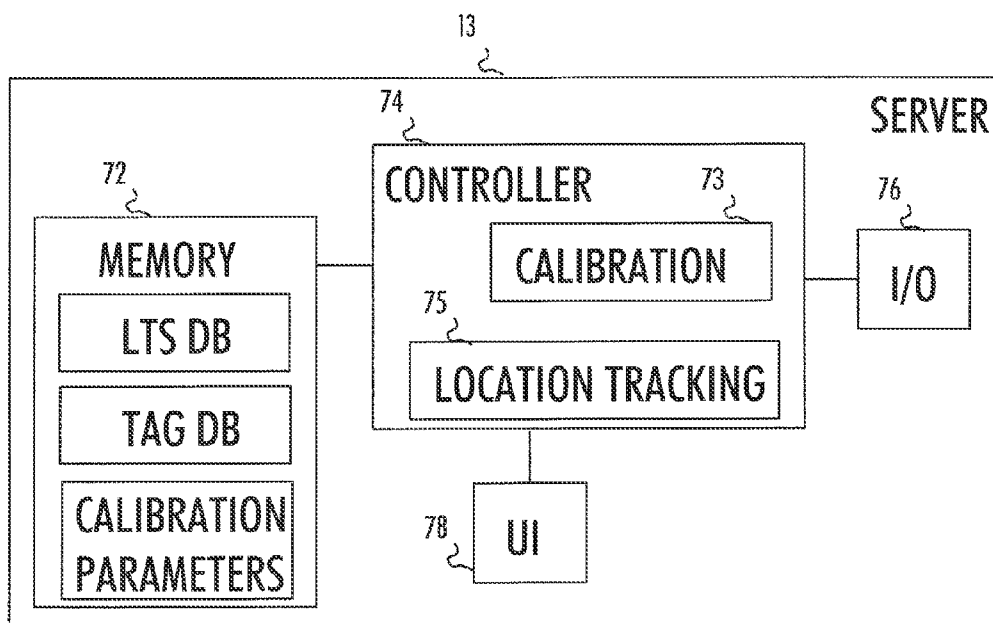 13
SERVER
74
CONTROLLER
72
MEMORY
73
CALIBRATION
76
I/O
LTS DB
75
LOCATION TRACKING
TAG DB
CALIBRATION
PARAMETERS
78
UI